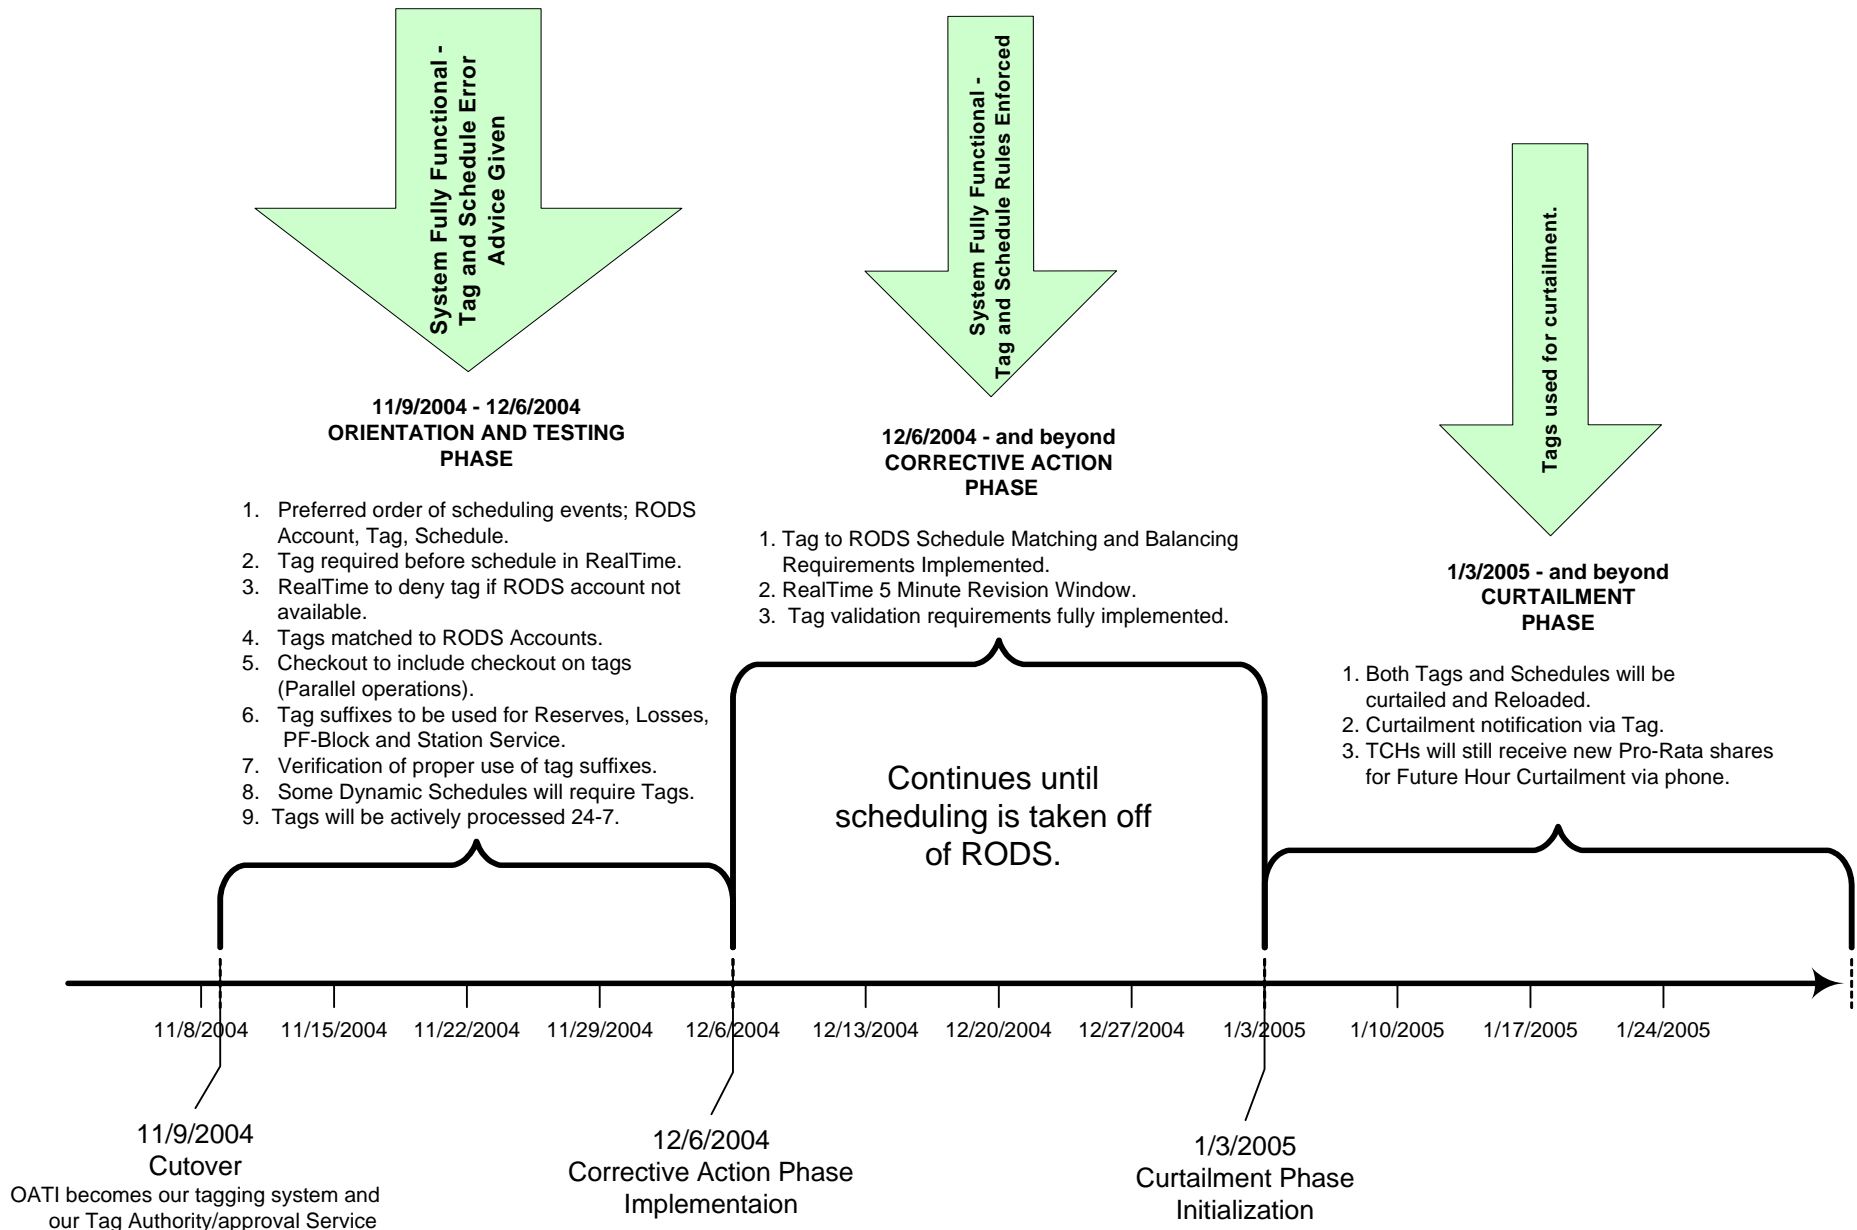 System Fully Functional -
Tag and Schedule Error
Advice Given
11/9/2004 - 12/6/2004
ORIENTATION AND TESTING
PHASE
1. Preferred order of scheduling events; RODS
Account, Tag, Schedule.
2. Tag required before schedule in RealTime.
3. RealTime to deny tag if RODS account not
available.
4. Tags matched to RODS Accounts.
5. Checkout to include checkout on tags
(Parallel operations).
6. Tag suffixes to be used for Reserves, Losses,
PF-Block and Station Service.
7. Verification of proper use of tag suffixes.
8. Some Dynamic Schedules will require Tags.
9. Tags will be actively processed 24-7.
System Fully Functional -
Tag and Schedule Rules Enforced
12/6/2004 - and beyond
CORRECTIVE ACTION
PHASE
1. Tag to RODS Schedule Matching and Balancing
Requirements Implemented.
2. RealTime 5 Minute Revision Window.
3. Tag validation requirements fully implemented.
Continues until
scheduling is taken off
of RODS.
Tags used for curtailment.
1/3/2005 - and beyond
CURTAILMENT
PHASE
1. Both Tags and Schedules will be
curtailed and Reloaded.
2. Curtailment notification via Tag.
3. TCHs will still receive new Pro-Rata shares
for Future Hour Curtailment via phone.
11/8/2004 11/15/2004 11/22/2004 11/29/2004 12/6/2004 12/13/2004 12/20/2004 12/27/2004 1/3/2005 1/10/2005 1/17/2005 1/24/2005
11/9/2004
Cutover
OATI becomes our tagging system and
our Tag Authority/approval Service
12/6/2004
Corrective Action Phase
Implementaion
1/3/2005
Curtailment Phase
Initialization